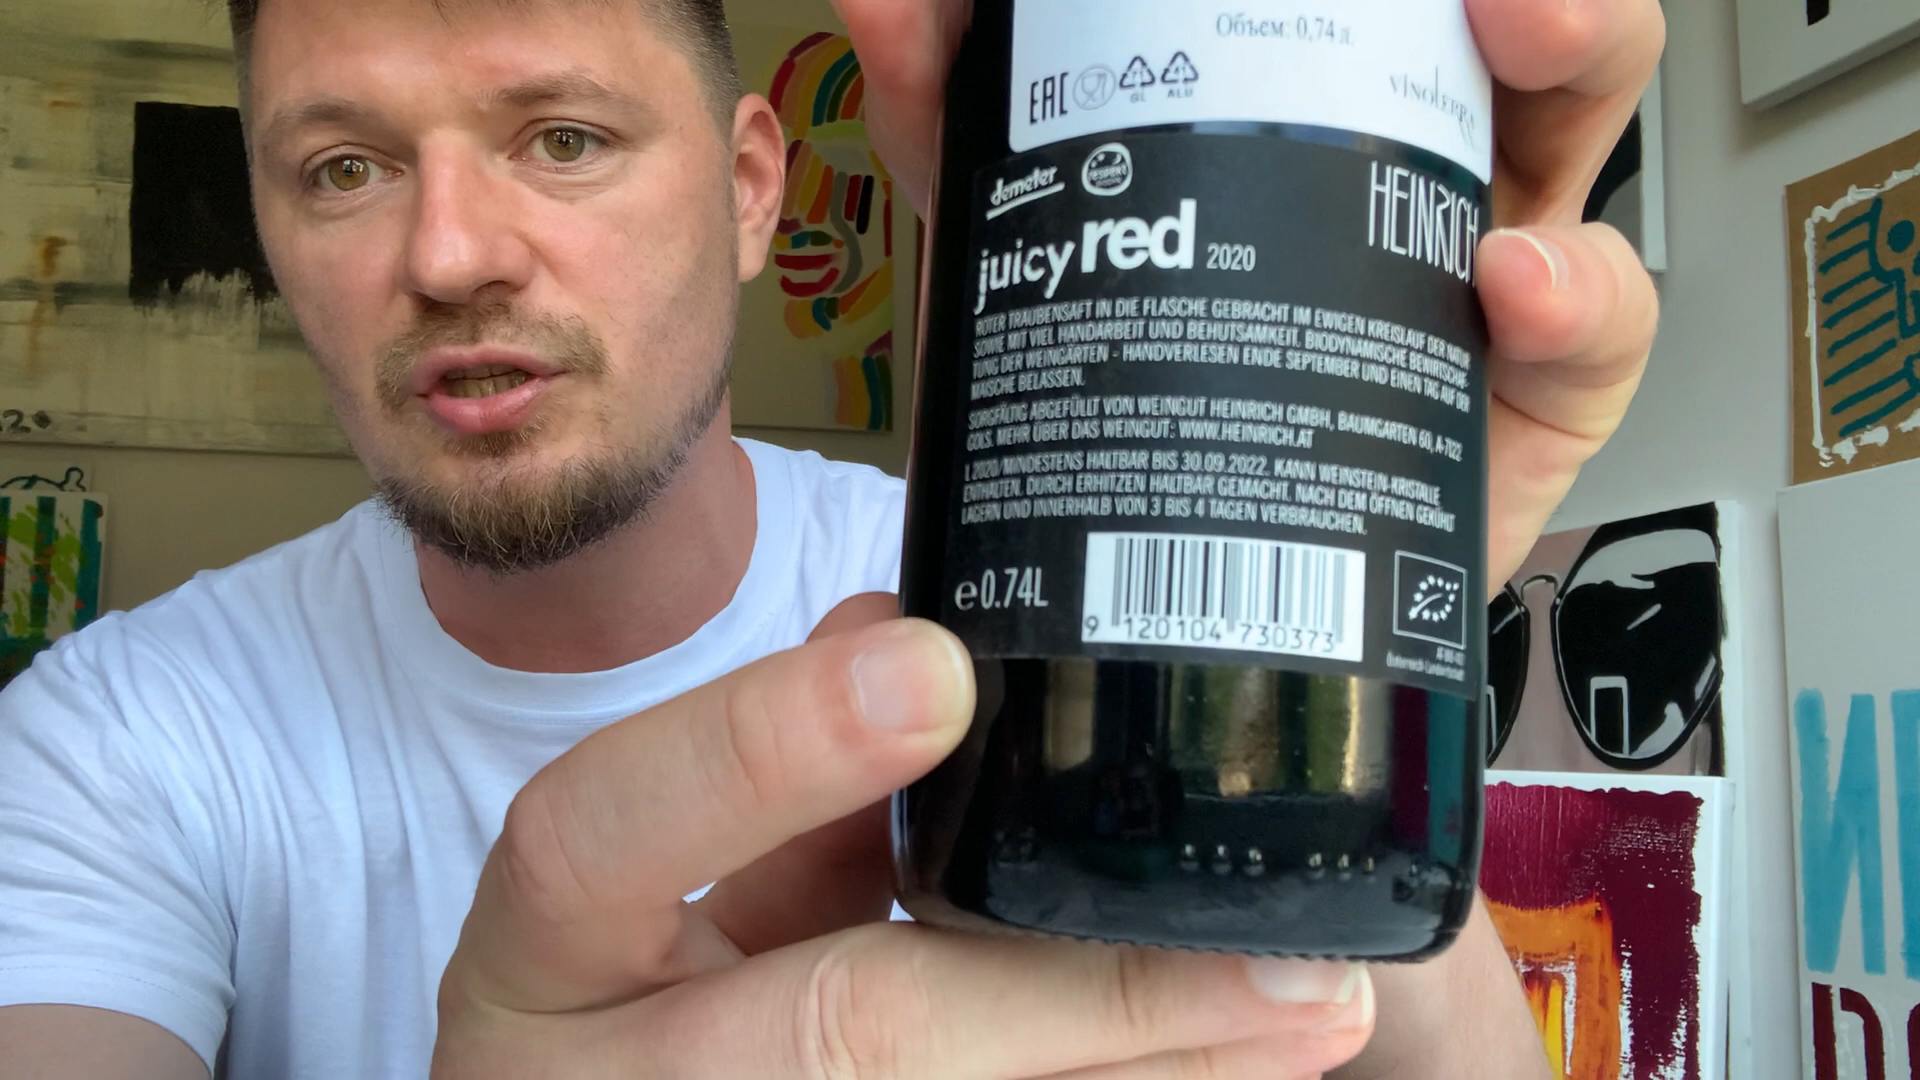 Объем: 0,74 л.
EAC
GL
ALU
VINOTERRA
demeter
respekt
HEINRICH
juicy red 2020
ROTER TRAUBENSAFT IN DIE FLASCHE GEBRACHT IM EWIGEN KREISLAUF DER NATUR
SOWIE MIT VIEL HANDARBEIT UND BEHUTSAMKEIT. BIODYNAMISCHE BEWIRTSCHAF-
TUNG DER WEINGÄRTEN - HANDVERLESEN ENDE SEPTEMBER UND EINEN TAG AUF DER
MAISCHE BELASSEN.
SORGFÄLTIG ABGEFÜLLT VON WEINGUT HEINRICH GMBH, BAUMGARTEN 60, A-7122
GOLS. MEHR ÜBER DAS WEINGUT: WWW.HEINRICH.AT
L 2020/MINDESTENS HALTBAR BIS 30.09.2022. KANN WEINSTEIN-KRISTALLE
ENTHALTEN. DURCH ERHITZEN HALTBAR GEMACHT. NACH DEM ÖFFNEN GEKÜHLT
LAGERN UND INNERHALB VON 3 BIS 4 TAGEN VERBRAUCHEN.
e 0.74L
9 120104 730373